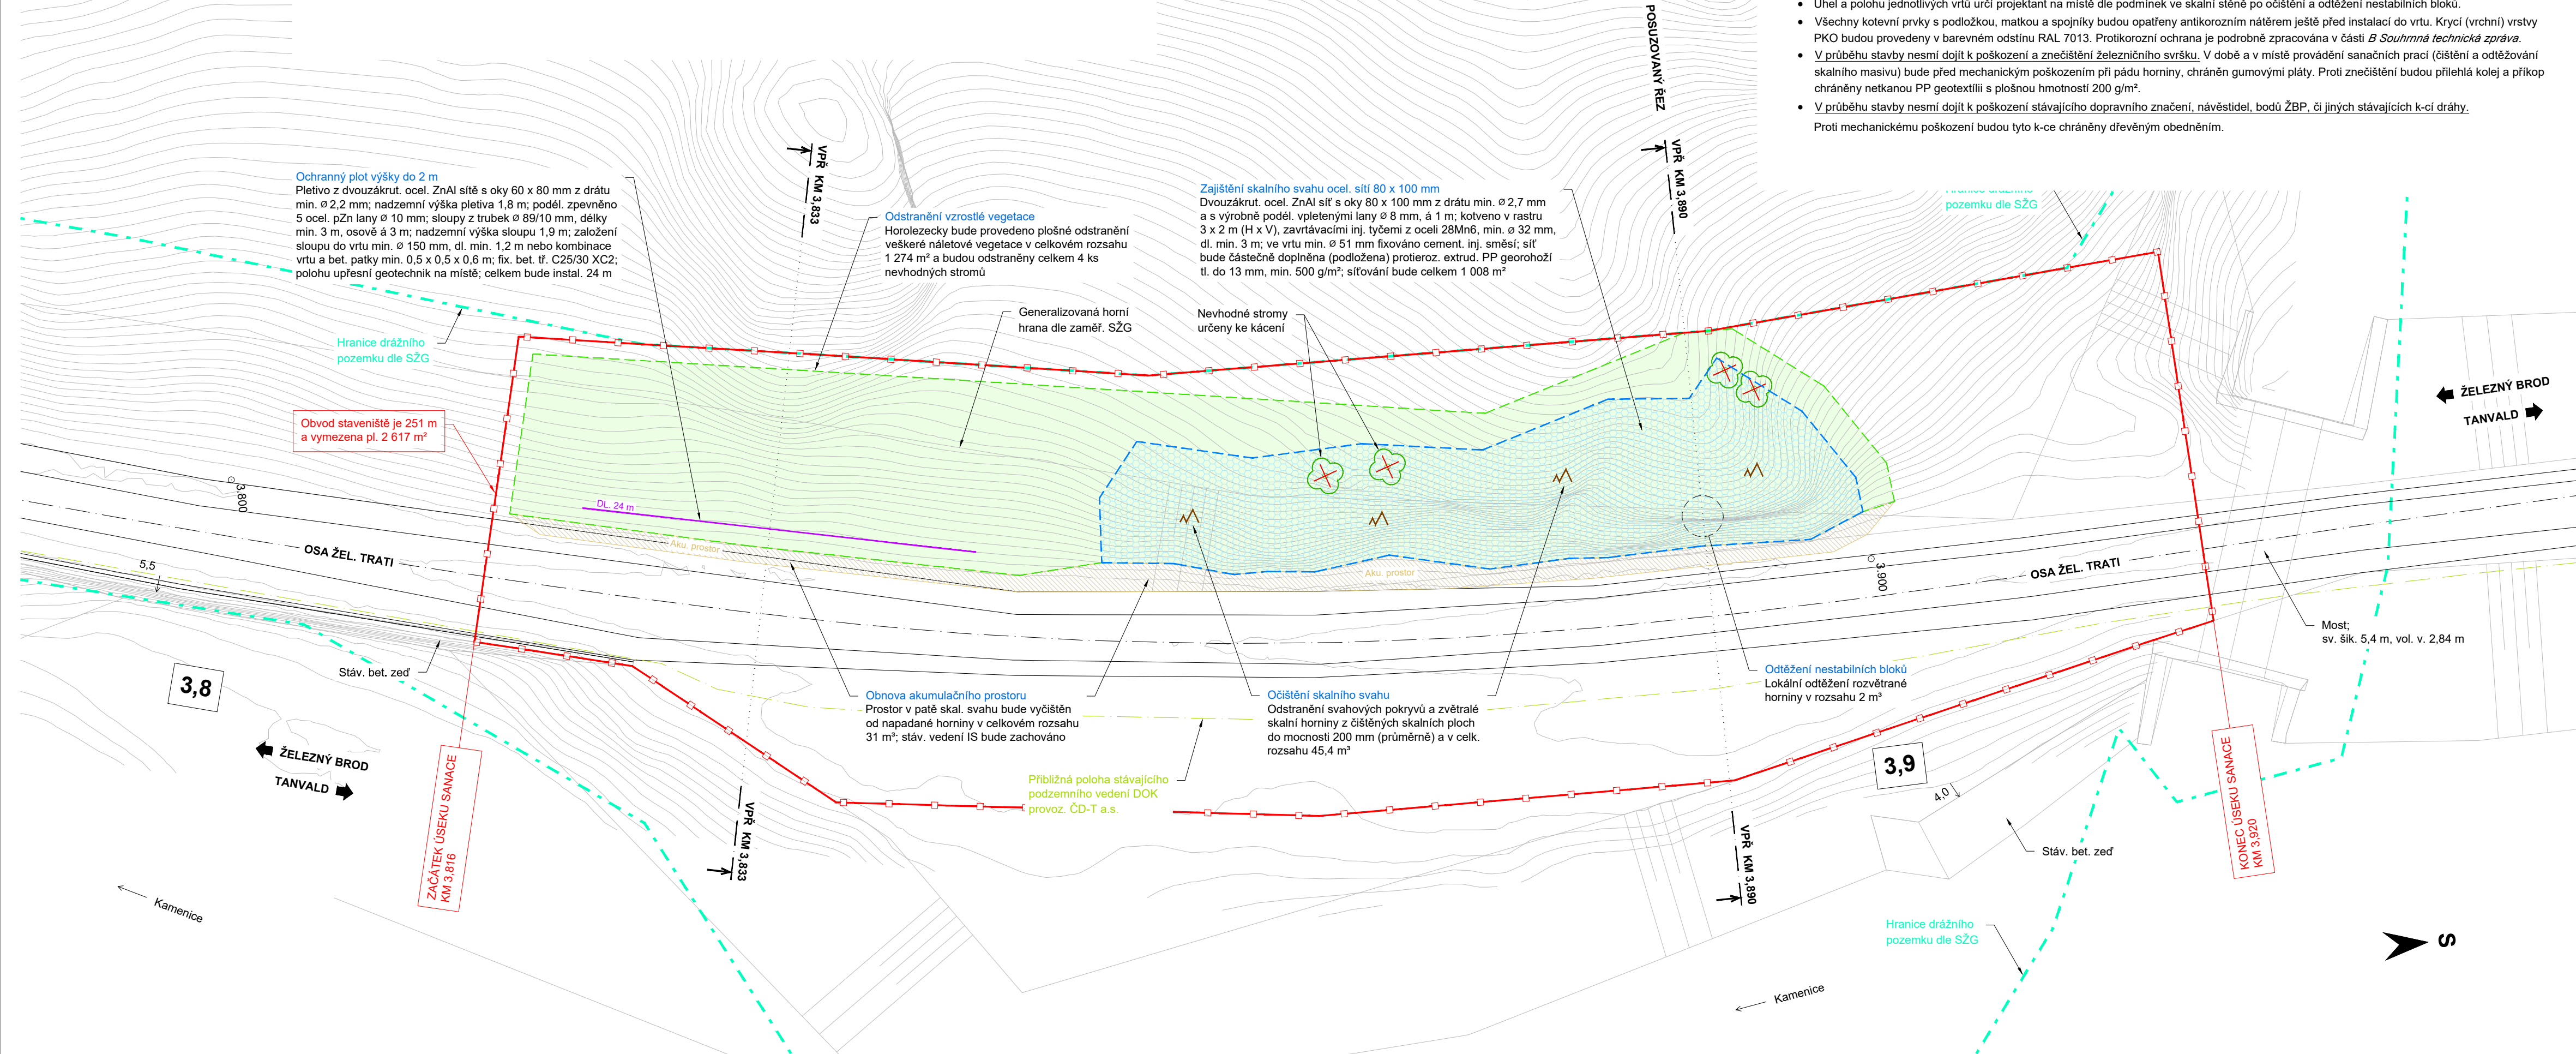 Úhel a polohu jednotlivých vrtů určí projektant na místě dle podmínek ve skalní stěně po očištění a odtěžení nestabilních bloků.
Všechny kotevní prvky s podložkou, matkou a spojníky budou opatřeny antikorozním nátěrem ještě před instalací do vrtu. Krycí (vrchní) vrstvy
PKO budou provedeny v barevném odstínu RAL 7013. Protikorozní ochrana je podrobně zpracována v části B Souhrnná technická zpráva.
V průběhu stavby nesmí dojít k poškození a znečištění železničního svršku. V době a v místě provádění sanačních prací (čištění a odtěžování
skalního masivu) bude před mechanickým poškozením při pádu horniny, chráněn gumovými pláty. Proti znečištění budou přilehlá kolej a příkop
chráněny netkanou PP geotextílii s plošnou hmotností 200 g/m².
V průběhu stavby nesmí dojít k poškození stávajícího dopravního značení, návěstidel, bodů ŽBP, či jiných stávajících k-cí dráhy.
Proti mechanickému poškození budou tyto k-ce chráněny dřevěným obedněním.
POSUZOVANÝ ŘEZ
VPŘ KM 3,833
VPŘ KM 3,890
Ochranný plot výšky do 2 m
Pletivo z dvouzákrut. ocel. ZnAl sítě s oky 60 x 80 mm z drátu
min. ⌀ 2,2 mm; nadzemní výška pletiva 1,8 m; podél. zpevněno
5 ocel. pZn lany ⌀ 10 mm; sloupy z trubek ⌀ 89/10 mm, délky
min. 3 m, osově á 3 m; nadzemní výška sloupu 1,9 m; založení
sloupu do vrtu min. ⌀ 150 mm, dl. min. 1,2 m nebo kombinace
vrtu a bet. patky min. 0,5 x 0,5 x 0,6 m; fix. bet. tř. C25/30 XC2;
polohu upřesní geotechnik na místě; celkem bude instal. 24 m
Odstranění vzrostlé vegetace
Horolezecky bude provedeno plošné odstranění
veškeré náletové vegetace v celkovém rozsahu
1 274 m² a budou odstraněny celkem 4 ks
nevhodných stromů
Zajištění skalního svahu ocel. sítí 80 x 100 mm
Dvouzákrut. ocel. ZnAl síť s oky 80 x 100 mm z drátu min. ⌀ 2,7 mm
a s výrobně podél. vpletenými lany ⌀ 8 mm, á 1 m; kotveno v rastru
3 x 2 m (H x V), zavrtávacími inj. tyčemi z oceli 28Mn6, min. ⌀ 32 mm,
dl. min. 3 m; ve vrtu min. ⌀ 51 mm fixováno cement. inj. směsí; síť
bude částečně doplněna (podložena) protieroz. extrud. PP georohoží
tl. do 13 mm, min. 500 g/m²; síťování bude celkem 1 008 m²
Hranice drážního
pozemku dle SŽG
Generalizovaná horní
hrana dle zaměř. SŽG
Nevhodné stromy
určeny ke kácení
Hranice drážního
pozemku dle SŽG
Obvod staveniště je 251 m
a vymezena pl. 2 617 m²
ŽELEZNÝ BROD
TANVALD
3.800
DL. 24 m
Aku. prostor
Aku. prostor
OSA ŽEL. TRATI
OSA ŽEL. TRATI
3.900
5,5
Stáv. bet. zeď
3,8
Most;
sv. šik. 5,4 m, vol. v. 2,84 m
Obnova akumulačního prostoru
Prostor v patě skal. svahu bude vyčištěn
od napadané horniny v celkovém rozsahu
31 m³; stáv. vedení IS bude zachováno
Očištění skalního svahu
Odstranění svahových pokryvů a zvětralé
skalní horniny z čištěných skalních ploch
do mocnosti 200 mm (průměrně) a v celk.
rozsahu 45,4 m³
Odtěžení nestabilních bloků
Lokální odtěžení rozvětrané
horniny v rozsahu 2 m³
ŽELEZNÝ BROD
TANVALD
Přibližná poloha stávajícího
podzemního vedení DOK
provoz. ČD-T a.s.
3,9
4,0
ZAČÁTEK ÚSEKU SANACE
KM 3,816
KONEC ÚSEKU SANACE
KM 3,920
VPŘ KM 3,833
VPŘ KM 3,890
Stáv. bet. zeď
Kamenice
Kamenice
Hranice drážního
pozemku dle SŽG
S